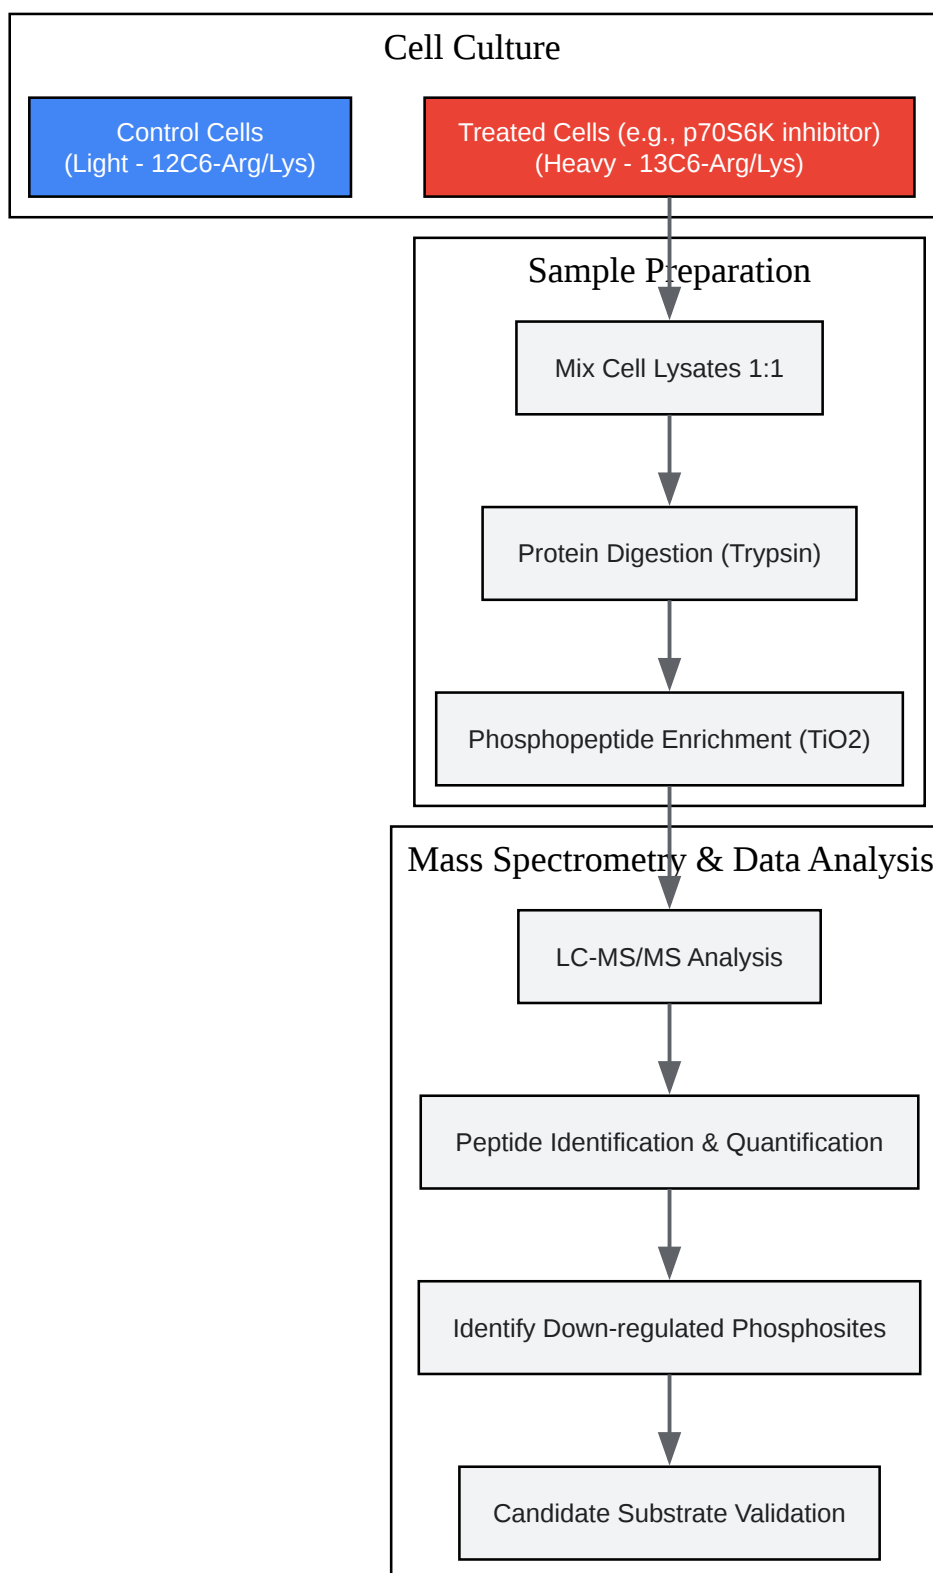 Cell Culture
Control Cells
(Light - 12C6-Arg/Lys)
Treated Cells (e.g., p70S6K inhibitor)
(Heavy - 13C6-Arg/Lys)
Sample Preparation
Mix Cell Lysates 1:1
Protein Digestion (Trypsin)
Phosphopeptide Enrichment (TiO2)
Mass Spectrometry & Data Analysis
LC-MS/MS Analysis
Peptide Identification & Quantification
Identify Down-regulated Phosphosites
Candidate Substrate Validation